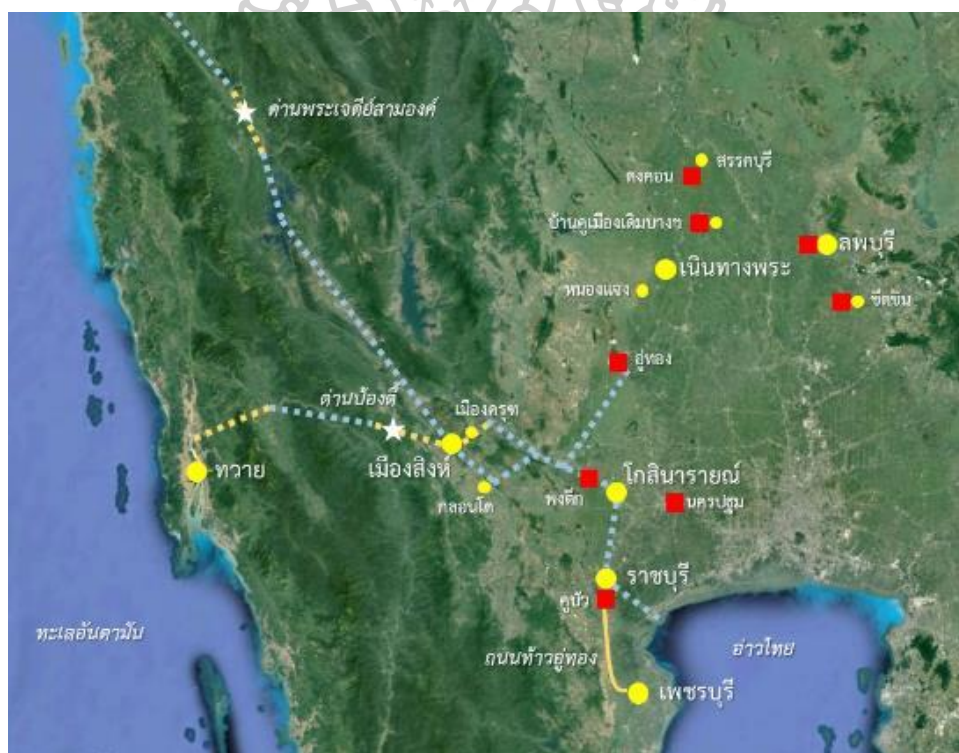 ด่านพระเจดีย์สามองค์
สรรคบุรี
ดงคอน
บ้านคูเมืองเดิมบางฯ
ลพบุรี
เนินทางพระ
หนองแจง
ขีดขิน
อู่ทอง
ด่านบ้องตี้
เมืองครุฑ
เมืองสิงห์
ทวาย
กลอนโด
พงตึก
โกสินารายณ์
นครปฐม
ราชบุรี
คูบัว
ทะเลอันดามัน
ถนนท้าวอู่ทอง
อ่าวไทย
เพชรบุรี